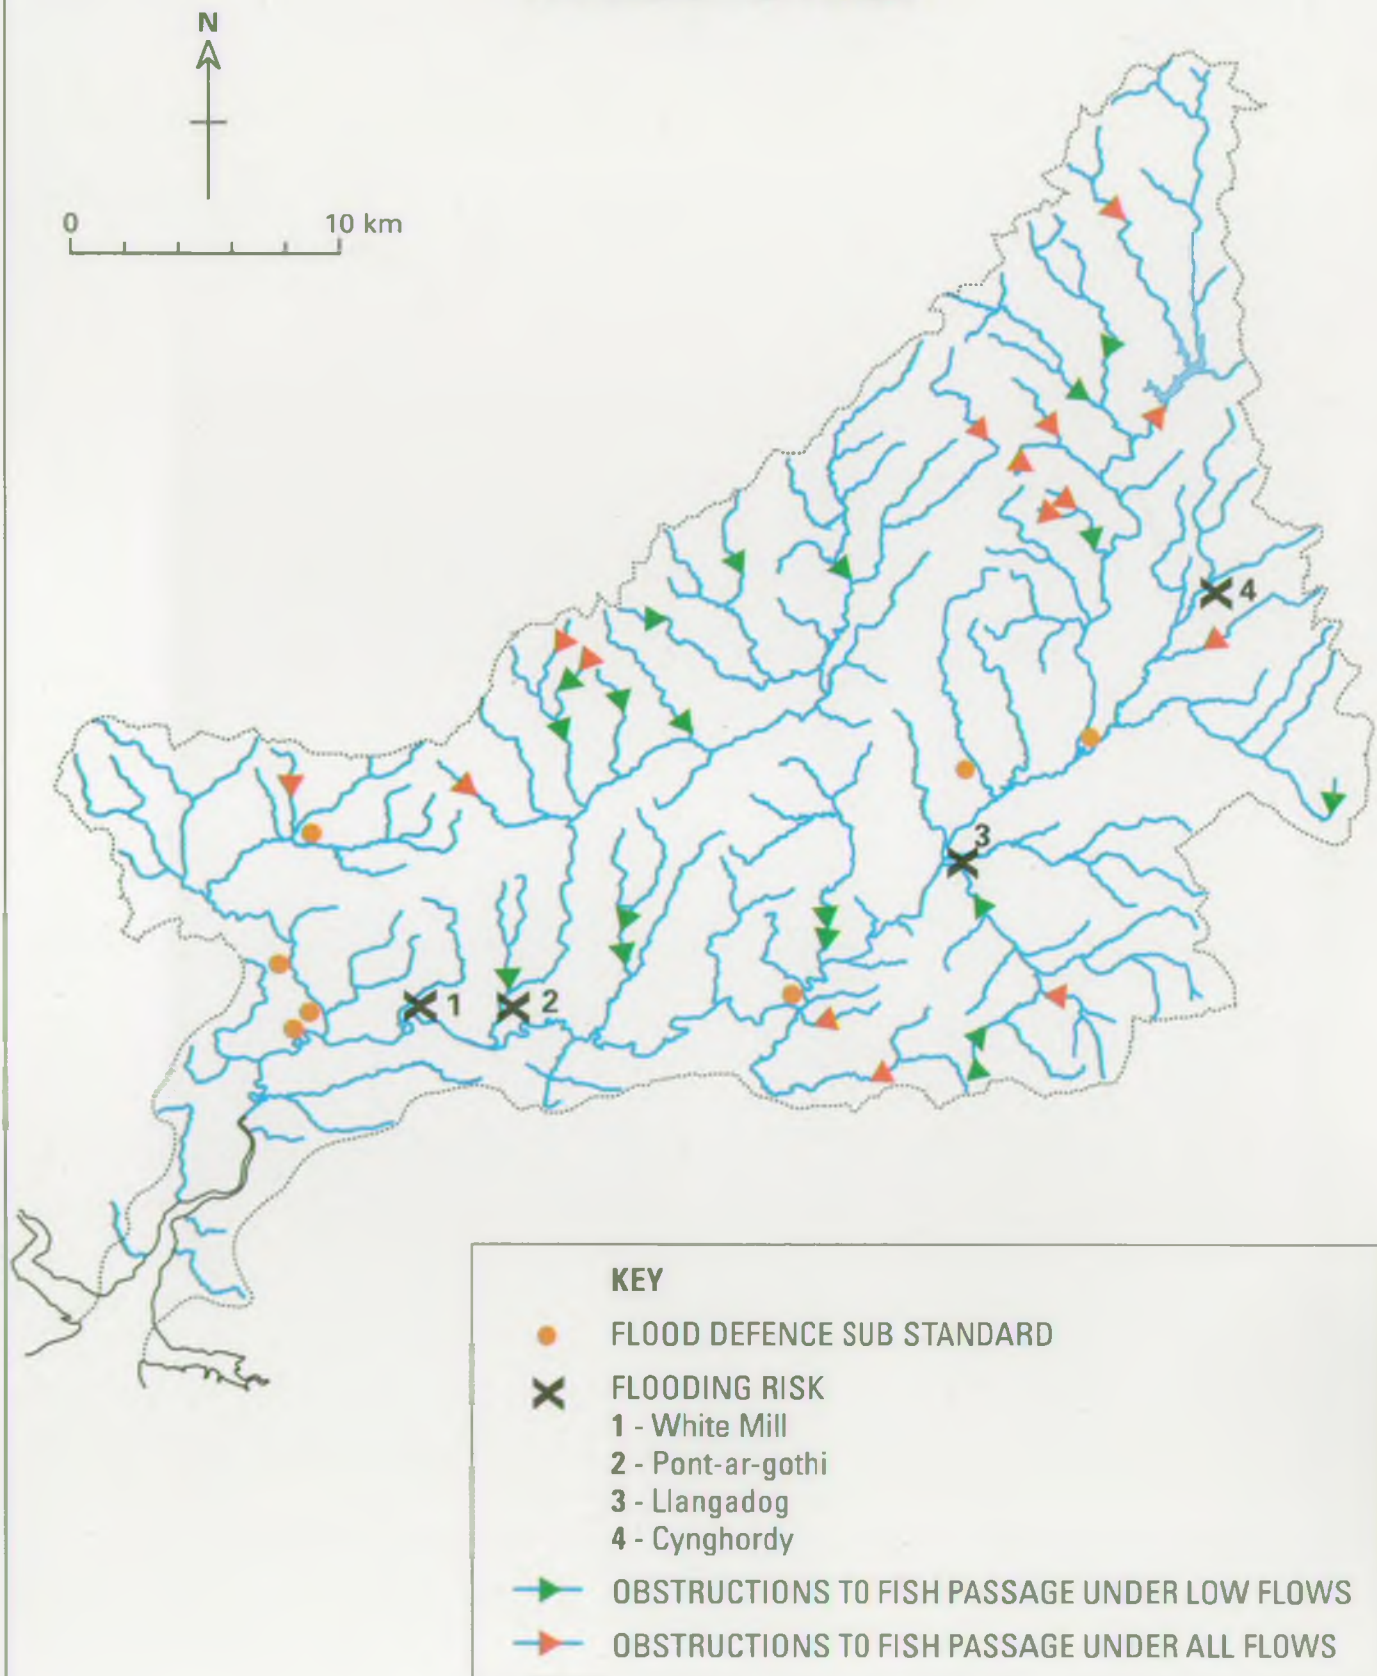 N
0 10 km
4
3
1
2
KEY
FLOOD DEFENCE SUB STANDARD
FLOODING RISK
1 - White Mill
2 - Pont-ar-gothi
3 - Llangadog
4 - Cynghordy
OBSTRUCTIONS TO FISH PASSAGE UNDER LOW FLOWS
OBSTRUCTIONS TO FISH PASSAGE UNDER ALL FLOWS